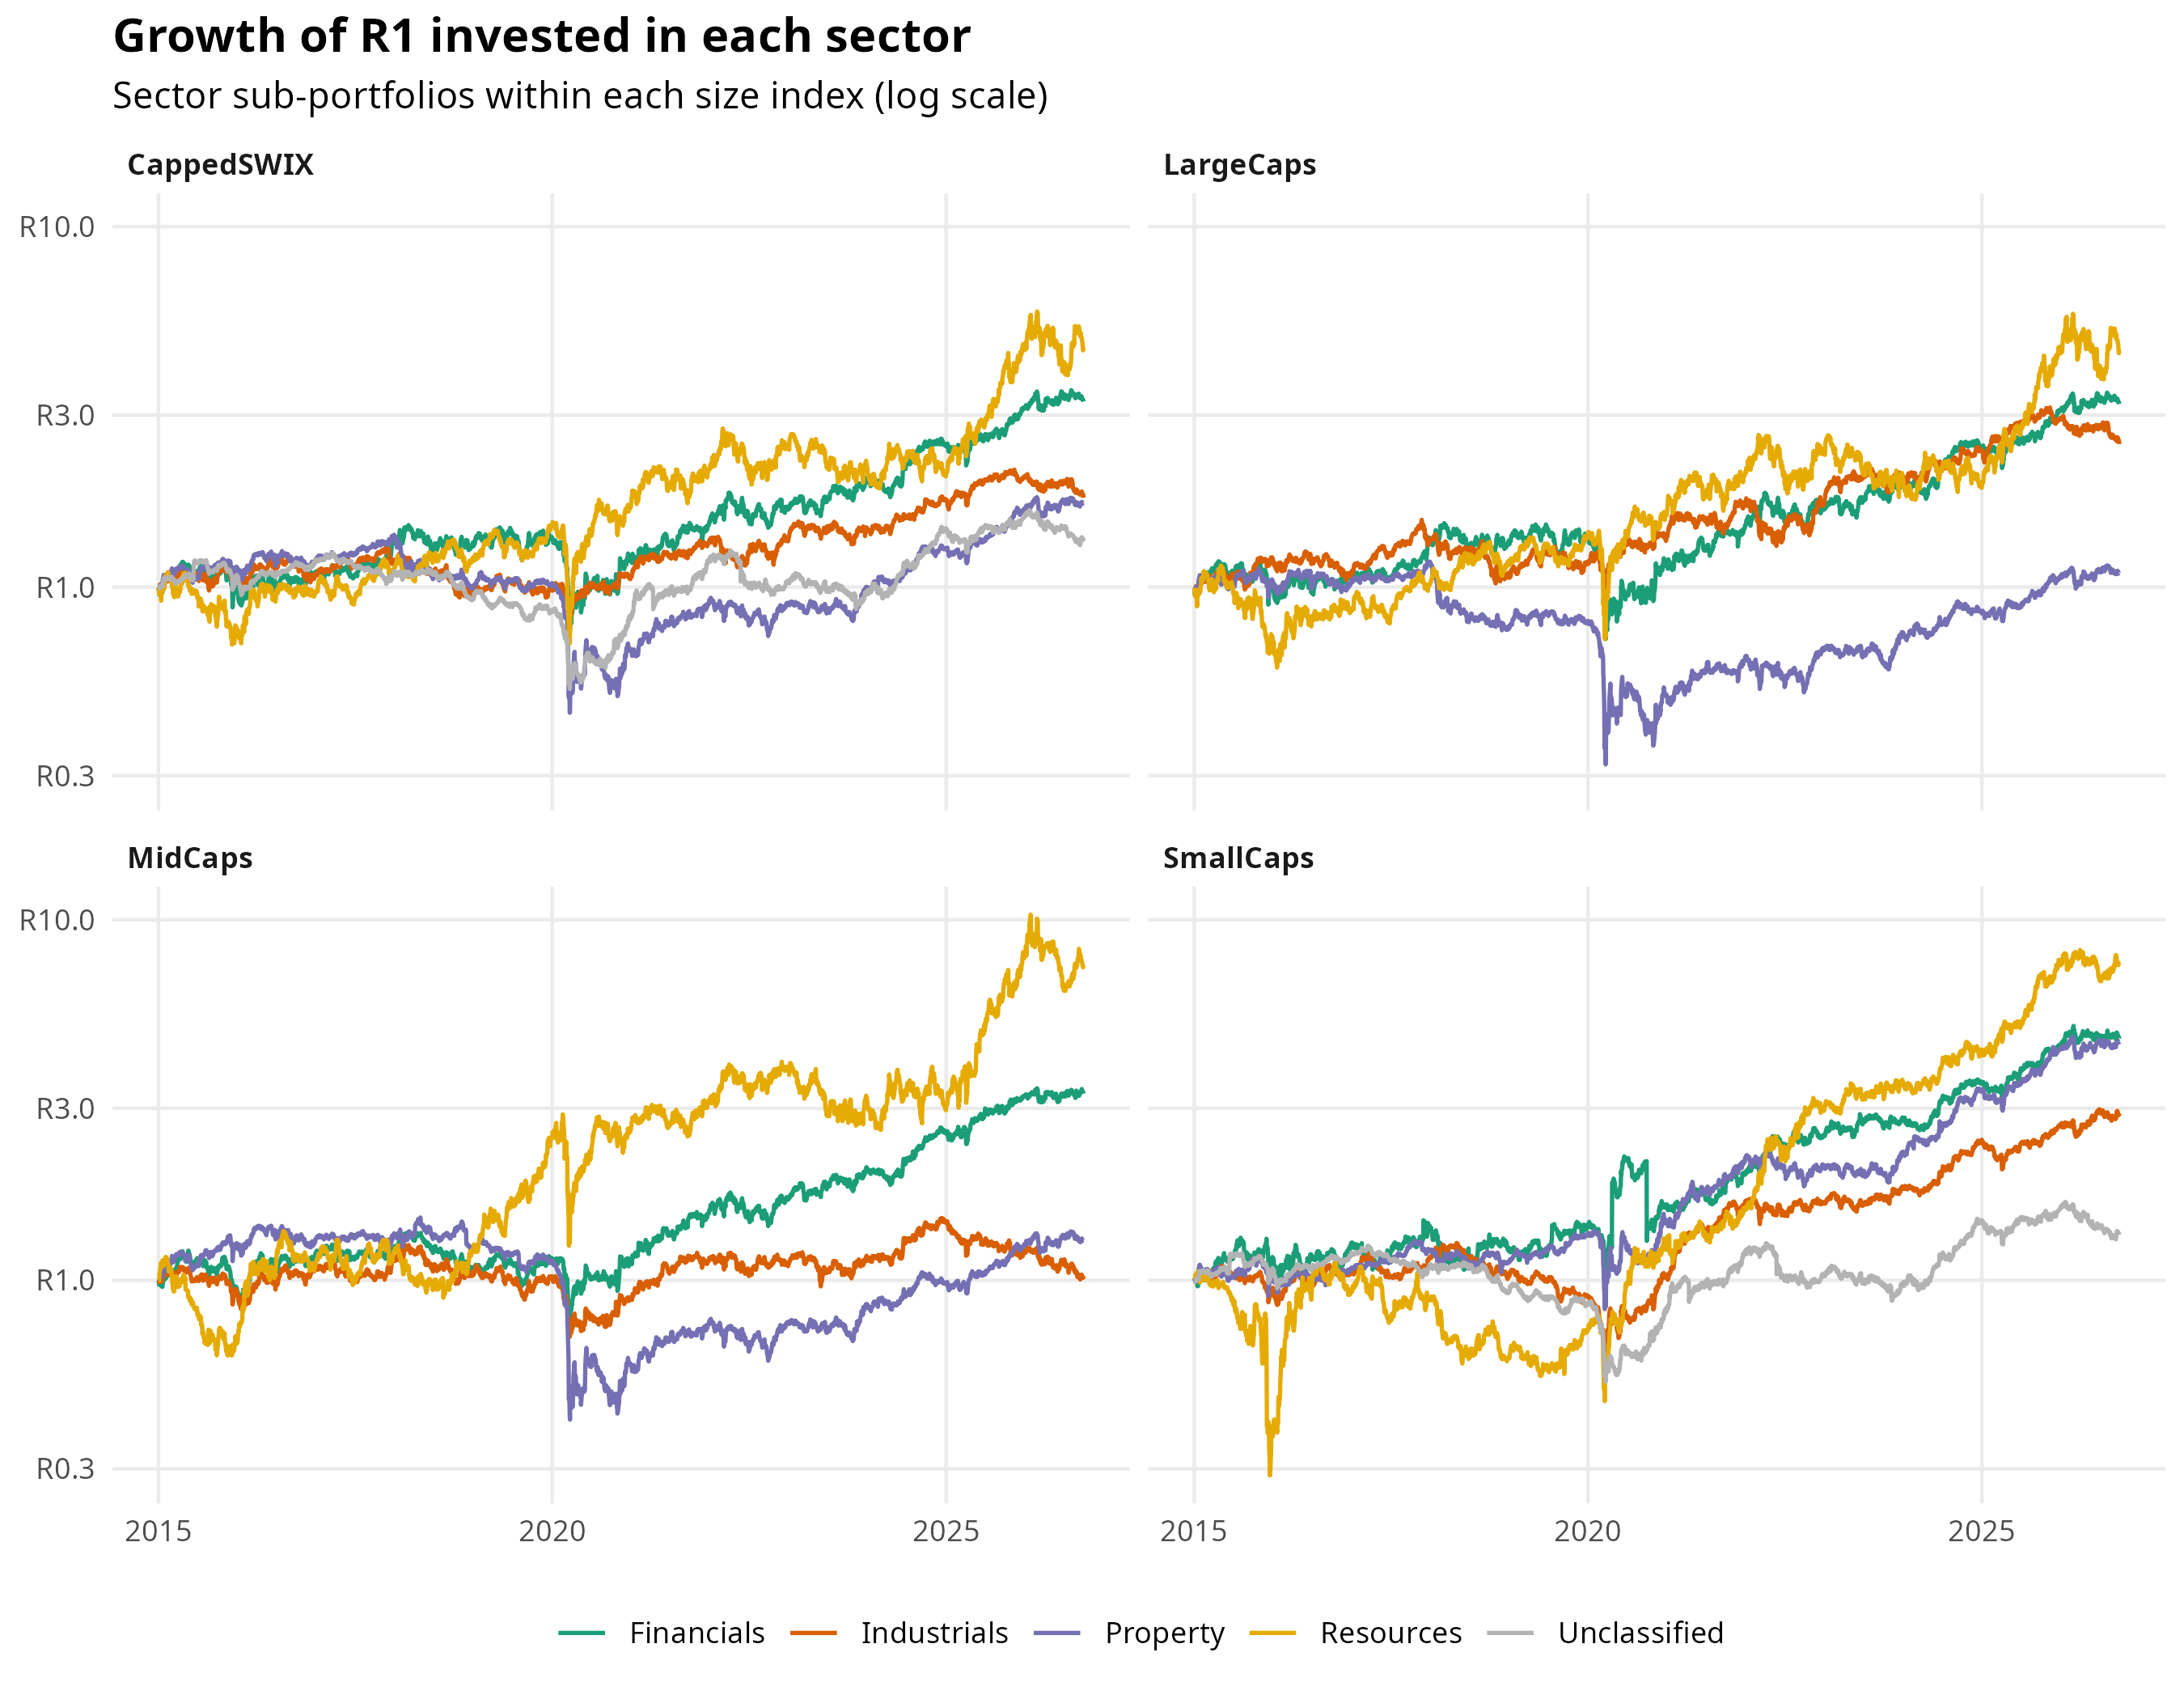 Growth of R1 invested in each sector
Sector sub-portfolios within each size index (log scale)
CappedSWIX
LargeCaps
R10.0
R3.0
R1.0
R0.3
MidCaps
SmallCaps
R10.0
R3.0
R1.0
R0.3
2015
2020
2025
2015
2020
2025
Financials
Industrials
Property
Resources
Unclassified